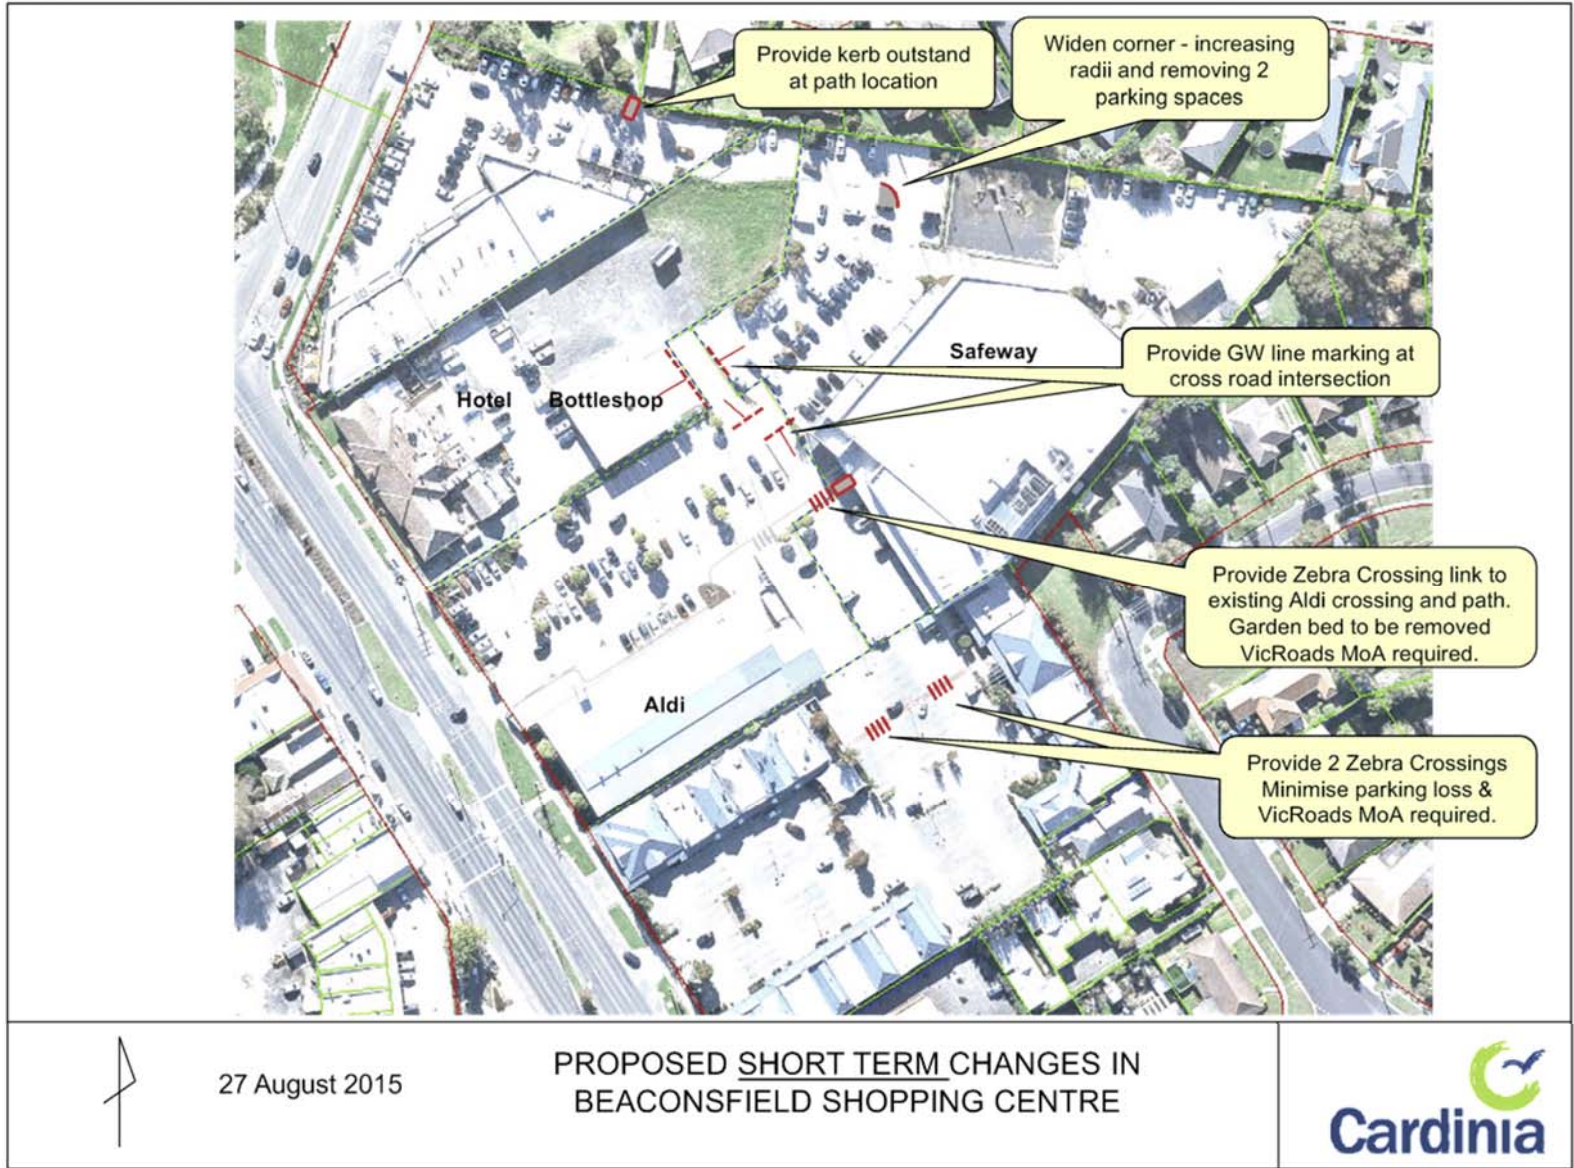 Provide kerb outstand
at path location
Widen corner - increasing
radii and removing 2
parking spaces
Safeway
Provide GW line marking at
cross road intersection
Hotel
Bottleshop
Provide Zebra Crossing link to
existing Aldi crossing and path.
Garden bed to be removed
VicRoads MoA required.
Aldi
Provide 2 Zebra Crossings
Minimise parking loss &
VicRoads MoA required.
27 August 2015
PROPOSED SHORT TERM CHANGES IN
BEACONSFIELD SHOPPING CENTRE
Cardinia